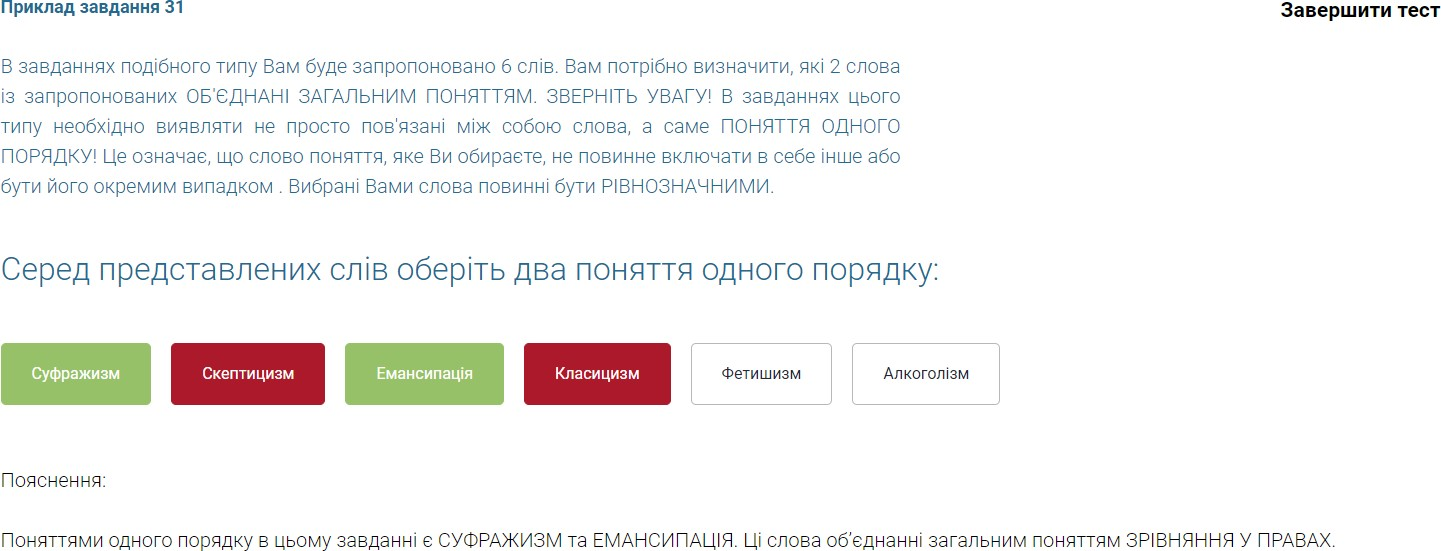 Приклад завдання 31
Завершити тест
В завданнях подібного типу Вам буде запропоновано 6 слів. Вам потрібно визначити, які 2 слова
із запропонованих ОБ'ЄДНАНІ ЗАГАЛЬНИМ ПОНЯТТЯМ. ЗВЕРНІТЬ УВАГУ! В завданнях цього
типу необхідно виявляти не просто пов'язані між собою слова, а саме ПОНЯТТЯ ОДНОГО
ПОРЯДКУ! Це означає, що слово поняття, яке Ви обираєте, не повинне включати в себе інше або
бути його окремим випадком . Вибрані Вами слова повинні бути РІВНОЗНАЧНИМИ.
Серед представлених слів оберіть два поняття одного порядку:
Суфражизм Скептицизм Емансипація Класицизм Фетишизм Алкоголізм
Пояснення:
Поняттями одного порядку в цьому завданні є СУФРАЖИЗМ та ЕМАНСИПАЦІЯ. Ці слова об’єднанні загальним поняттям ЗРІВНЯННЯ У ПРАВАХ.